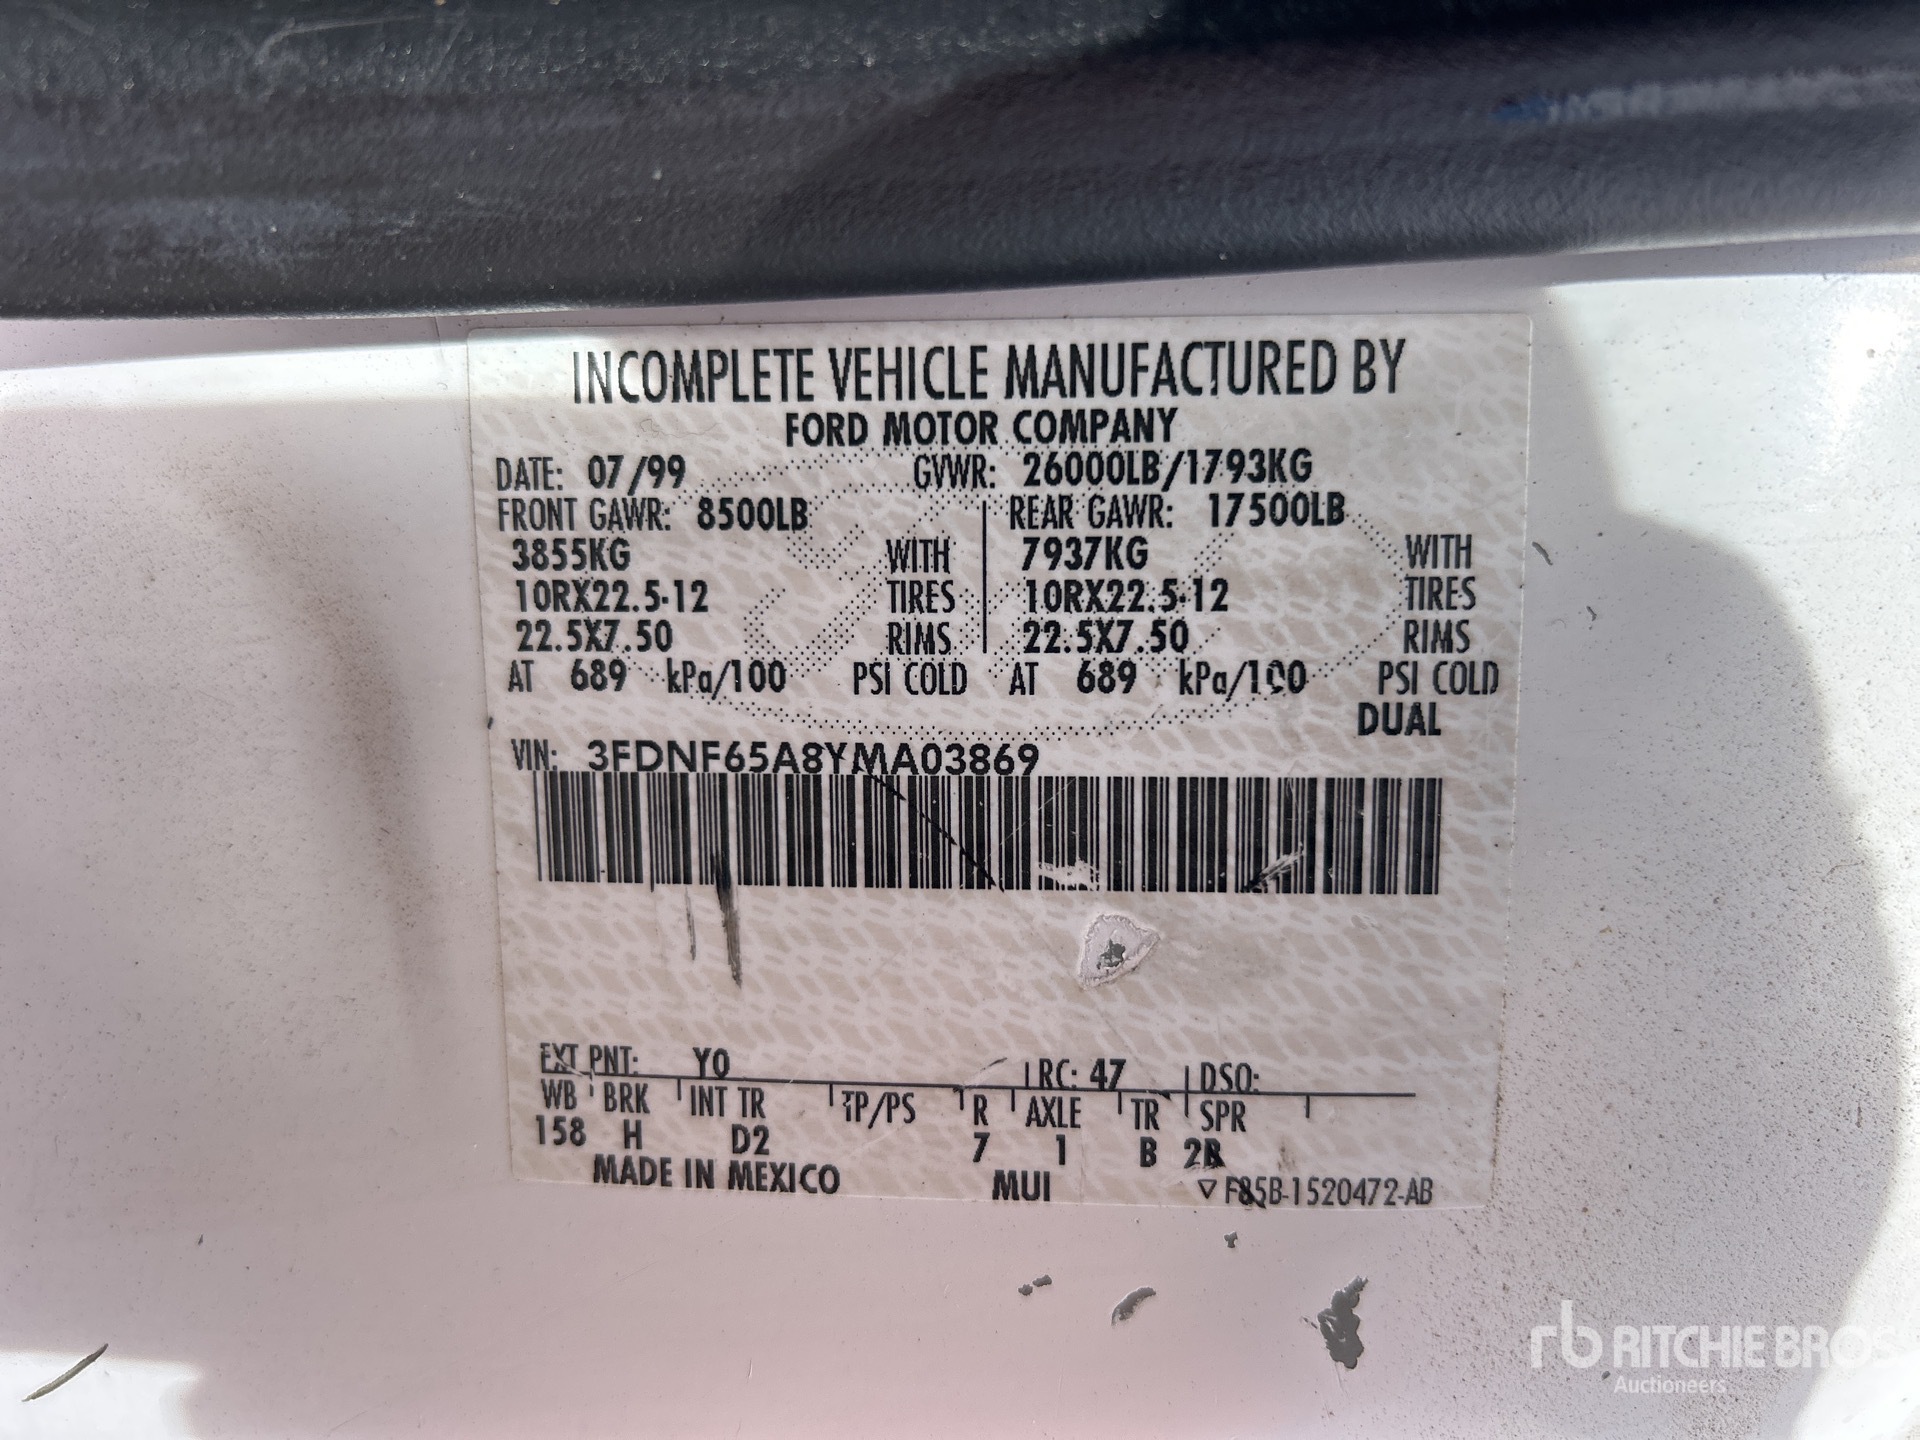 INCOMPLETE VEHICLE MANUFACTURED BY
FORD MOTOR COMPANY
DATE: 07/99 GVWR: 26000LB/1793KG
FRONT GAWR: 8500LB REAR GAWR: 17500LB
3855KG WITH 7937KG WITH
10RX22.5-12 TIRES 10RX22.5-12 TIRES
22.5X7.50 RIMS 22.5X7.50 RIMS
AT 689 kPa/100 PSI COLD AT 689 kPa/100 PSI COLD
DUAL
VIN: 3FDNF65A8YMA03869
EXT PNT: YO RC: 47 DSO:
WB BRK INT TR TP/PS R AXLE TR SPR
158 H D2 7 1 B 2R
MADE IN MEXICO MUI F85B-1520472-AB
rb RITCHIE BROS
Auctioneers